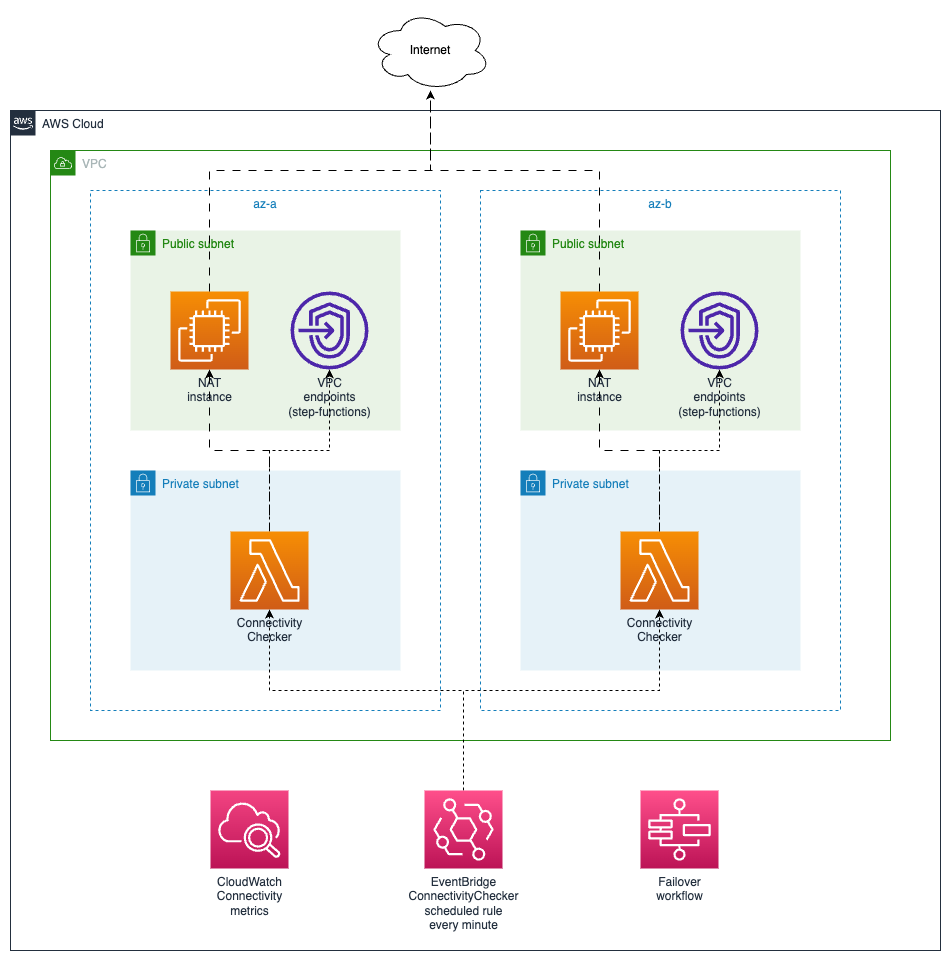 Internet
aws
AWS Cloud
VPC
az-a
az-b
Public subnet
Public subnet
NAT
instance
VPC
endpoints
(step-functions)
NAT
instance
VPC
endpoints
(step-functions)
Private subnet
Private subnet
Connectivity
Checker
Connectivity
Checker
CloudWatch
Connectivity
metrics
EventBridge
ConnectivityChecker
scheduled rule
every minute
Failover
workflow